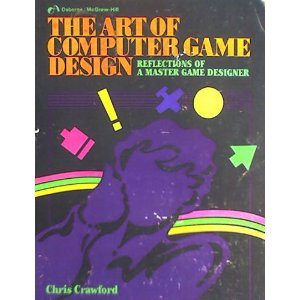 Osborne/McGraw-Hill
THE ART OF
COMPUTER GAME
DESIGN
REFLECTIONS OF
A MASTER GAME DESIGNER
Chris Crawford